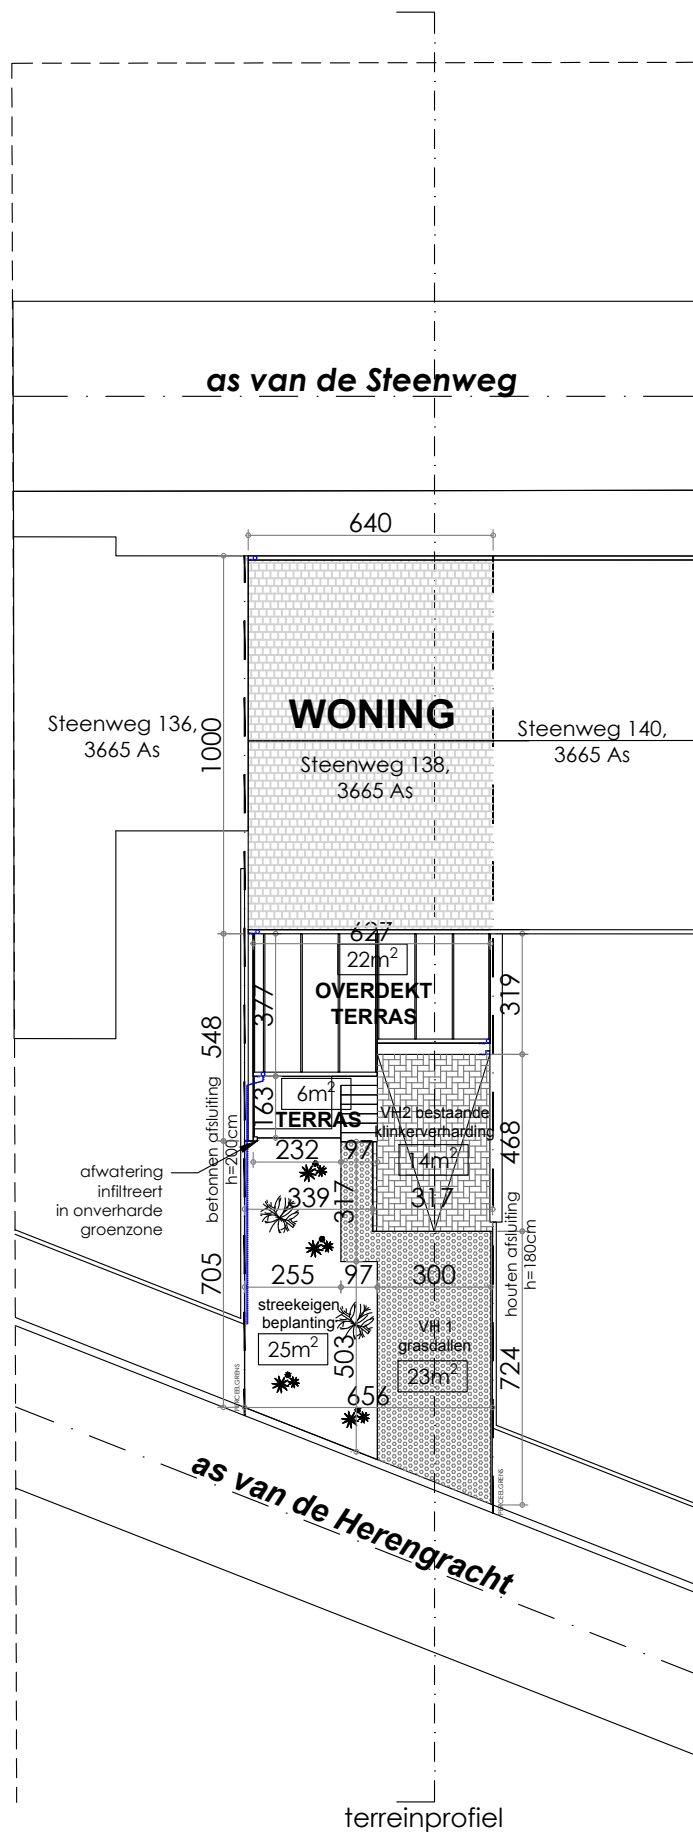 as van de Steenweg
640
Steenweg 136,
3665 As
1000
WONING
Steenweg 138,
3665 As
Steenweg 140,
3665 As
627
22m²
OVERDEKT
TERRAS
377
319
548
betonnen afsluiting
h=200cm
163
6m²
TERRAS
VH2 bestaande
klinkerverharding
14m²
468
afwatering
infiltreert
in onverharde
groenzone
232
97
339
317
317
houten afsluiting
h=180cm
705
255
97
300
streekeigen
beplanting
25m²
503
VH 1
grasdallen
23m²
724
656
PERCEELGRENS
PERCEELGRENS
as van de Herengracht
terreinprofiel